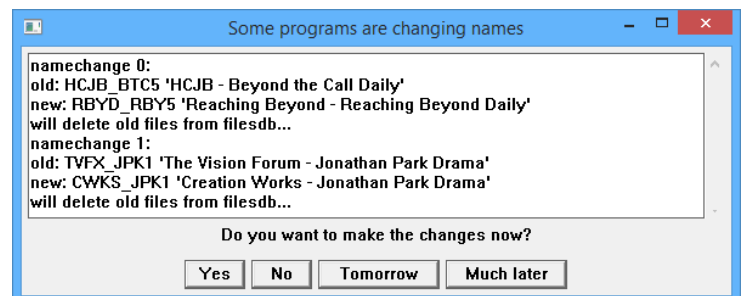 Some programs are changing names
namechange 0:
old: HCJB_BTC5 'HCJB - Beyond the Call Daily'
new: RBYD_RBY5 'Reaching Beyond - Reaching Beyond Daily'
will delete old files from filesdb...
namechange 1:
old: TVFX_JPK1 'The Vision Forum - Jonathan Park Drama'
new: CWKS_JPK1 'Creation Works - Jonathan Park Drama'
will delete old files from filesdb...
Do you want to make the changes now?
Yes No Tomorrow Much later